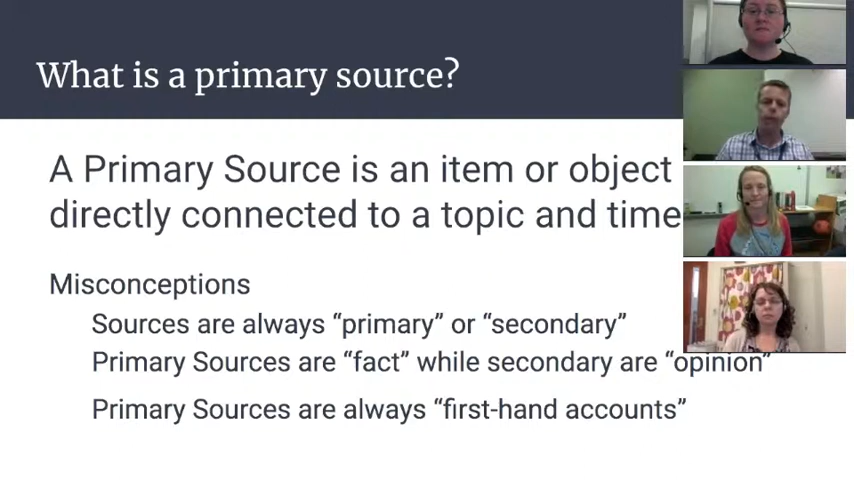 What is a primary source?
A Primary Source is an item or object
directly connected to a topic and time
Misconceptions
Sources are always “primary” or “secondary”
Primary Sources are “fact” while secondary are “opinion”
Primary Sources are always “first-hand accounts”